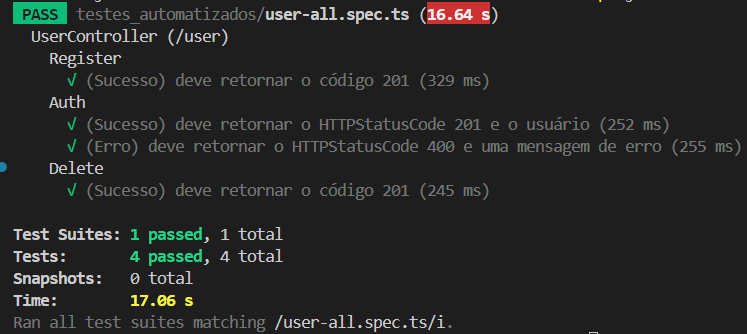 PASS testes_automatizados/user-all.spec.ts (16.64 s)
UserController (/user)
Register
√ (Sucesso) deve retornar o código 201 (329 ms)
Auth
√ (Sucesso) deve retornar o HTTPStatusCode 201 e o usuário (252 ms)
√ (Erro) deve retornar o HTTPStatusCode 400 e uma mensagem de erro (255 ms)
Delete
√ (Sucesso) deve retornar o código 201 (245 ms)
Test Suites: 1 passed, 1 total
Tests: 4 passed, 4 total
Snapshots: 0 total
Time: 17.06 s
Ran all test suites matching /user-all.spec.ts/i.